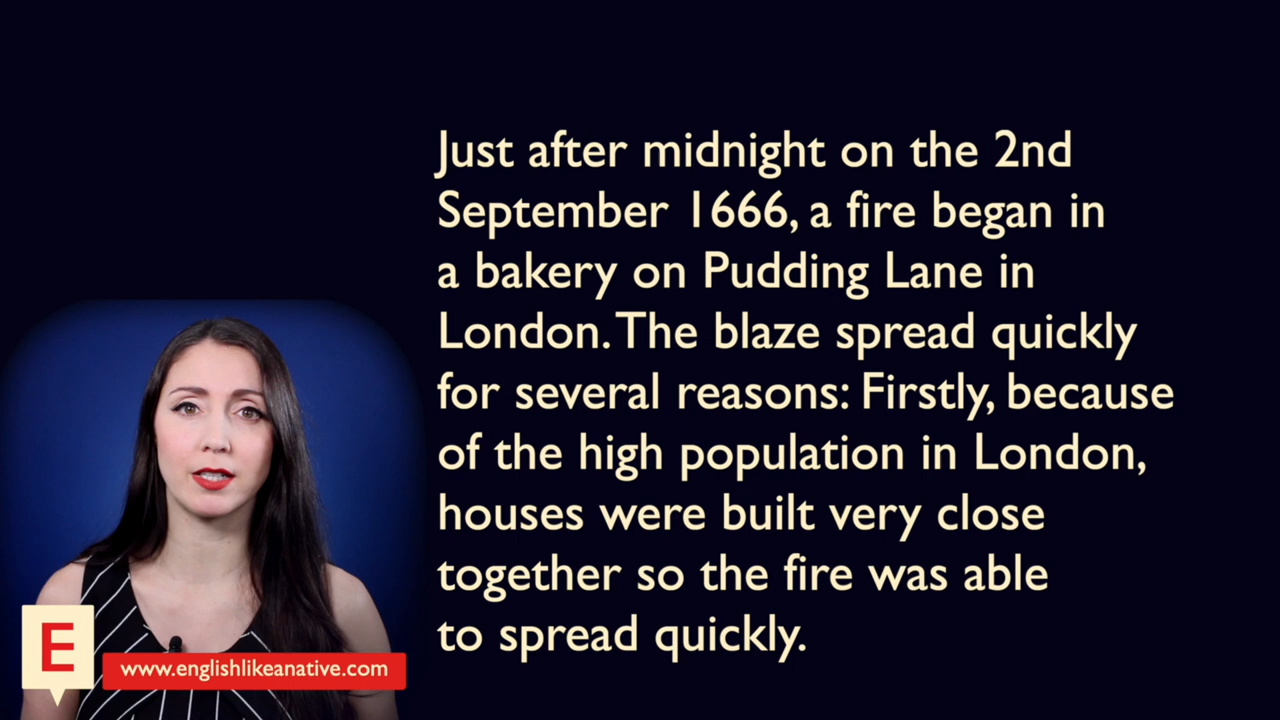 Just after midnight on the 2nd
September 1666, a fire began in
a bakery on Pudding Lane in
London. The blaze spread quickly
for several reasons: Firstly, because
of the high population in London,
houses were built very close
together so the fire was able
to spread quickly.
E
www.englishlikeanative.com